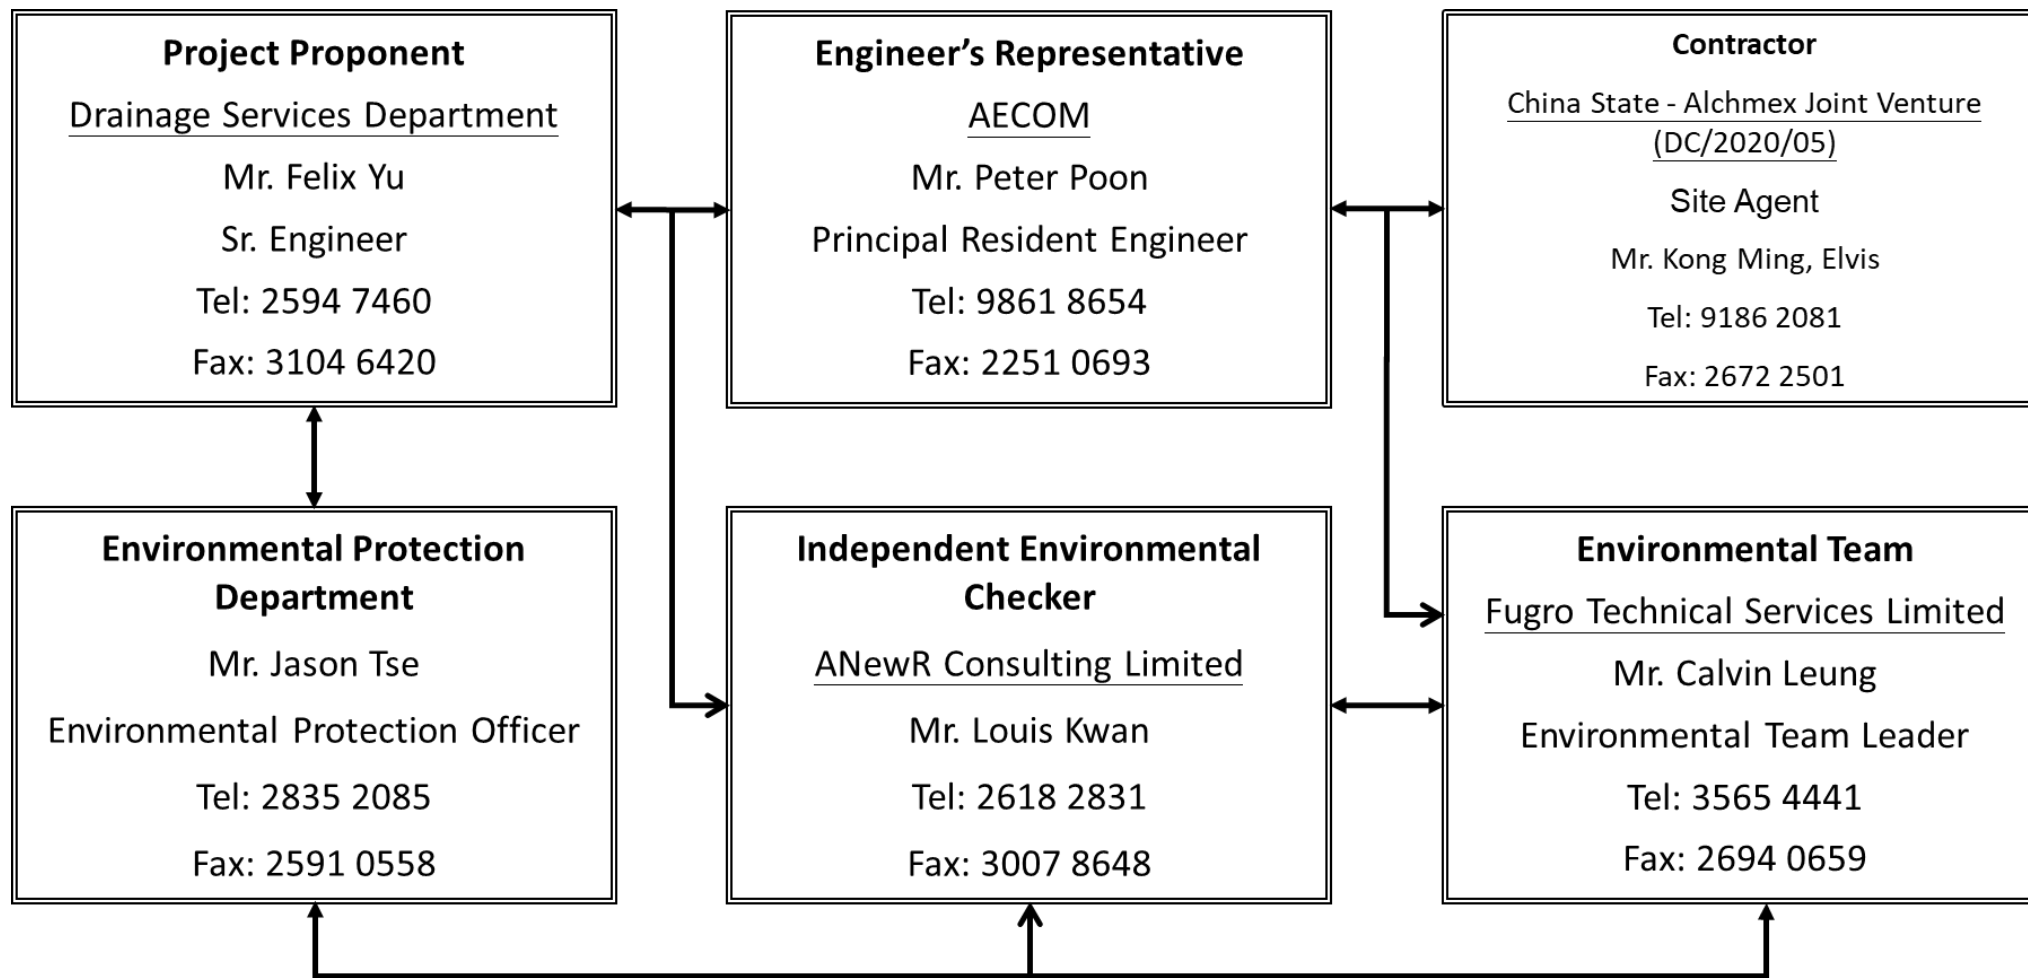 Project Proponent
Drainage Services Department
Mr. Felix Yu
Sr. Engineer
Tel: 2594 7460
Fax: 3104 6420
Engineer’s Representative
AECOM
Mr. Peter Poon
Principal Resident Engineer
Tel: 9861 8654
Fax: 2251 0693
Contractor
China State - Alchmex Joint Venture
(DC/2020/05)
Site Agent
Mr. Kong Ming, Elvis
Tel: 9186 2081
Fax: 2672 2501
Environmental Protection
Department
Mr. Jason Tse
Environmental Protection Officer
Tel: 2835 2085
Fax: 2591 0558
Independent Environmental
Checker
ANewR Consulting Limited
Mr. Louis Kwan
Tel: 2618 2831
Fax: 3007 8648
Environmental Team
Fugro Technical Services Limited
Mr. Calvin Leung
Environmental Team Leader
Tel: 3565 4441
Fax: 2694 0659